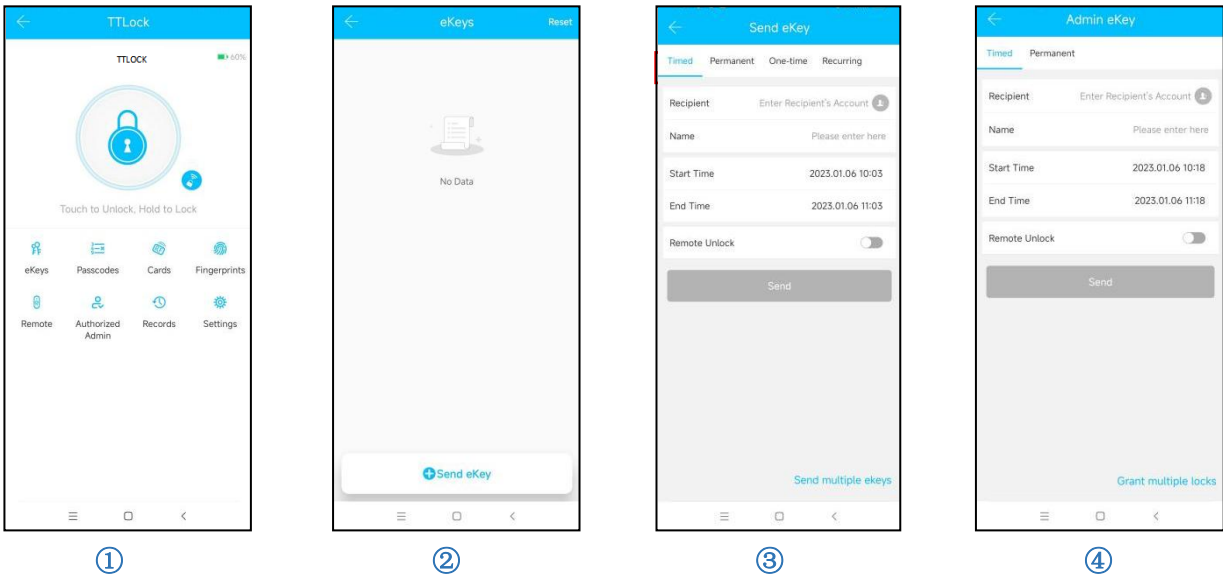 TTLock
TTLOCK
60%
Touch to Unlock, Hold to Lock
eKeys Passcodes Cards Fingerprints
Remote Authorized Admin Records Settings
①
eKeys Reset
No Data
Send eKey
②
Send eKey
Timed Permanent One-time Recurring
Recipient Enter Recipient's Account
Name Please enter here
Start Time 2023.01.06 10:03
End Time 2023.01.06 11:03
Remote Unlock
Send
Send multiple ekeys
③
Admin eKey
Timed Permanent
Recipient Enter Recipient's Account
Name Please enter here
Start Time 2023.01.06 10:18
End Time 2023.01.06 11:18
Remote Unlock
Send
Grant multiple locks
④